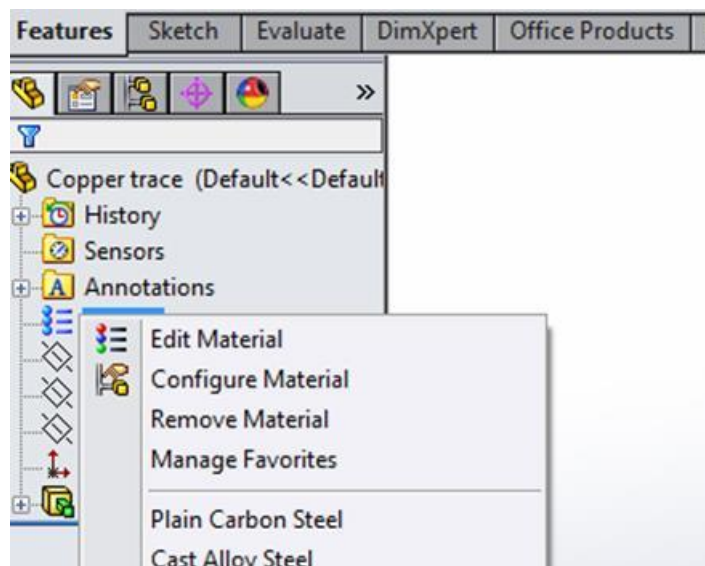 Features Sketch Evaluate DimXpert Office Products
»
Copper trace (Default<<Default
History
Sensors
A Annotations
Edit Material
Configure Material
Remove Material
Manage Favorites
Plain Carbon Steel
Cast Alloy Steel